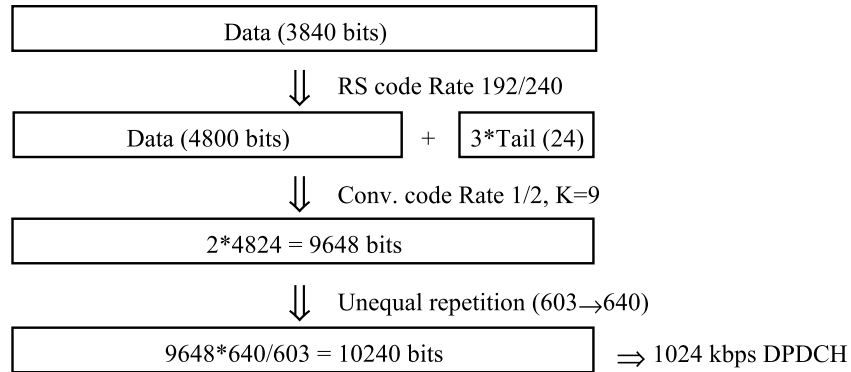 Data (3840 bits)
⇓ RS code Rate 192/240
Data (4800 bits) + 3*Tail (24)
⇓ Conv. code Rate 1/2, K=9
2*4824 = 9648 bits
⇓ Unequal repetition (603→640)
9648*640/603 = 10240 bits ⇒ 1024 kbps DPDCH